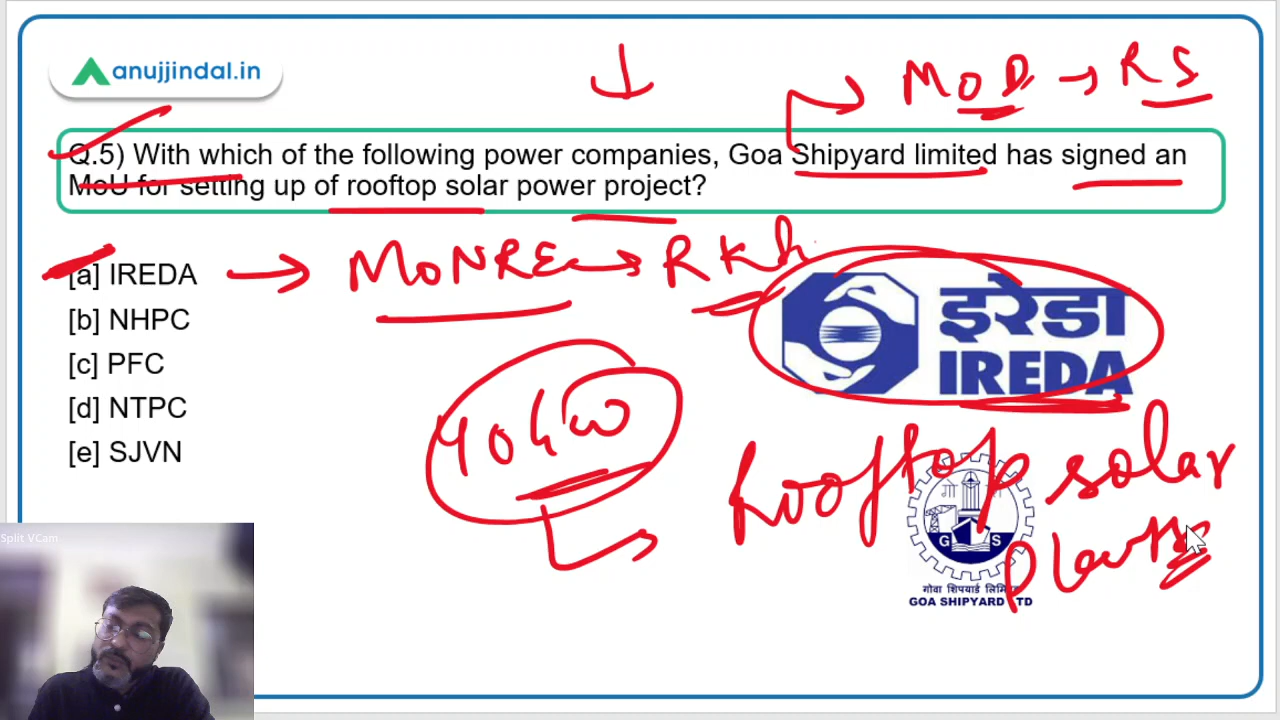 anujjindal.in
MOD → RS
Q.5) With which of the following power companies, Goa Shipyard limited has signed an
MoU for setting up of rooftop solar power project?
[a] IREDA → MONRE → RKh
[b] NHPC
[c] PFC
[d] NTPC
[e] SJVN
इरेडा
IREDA
Rooftop solar
G S
गोवा शिपयार्ड
GOA SHIPYARD LTD
Split VCam